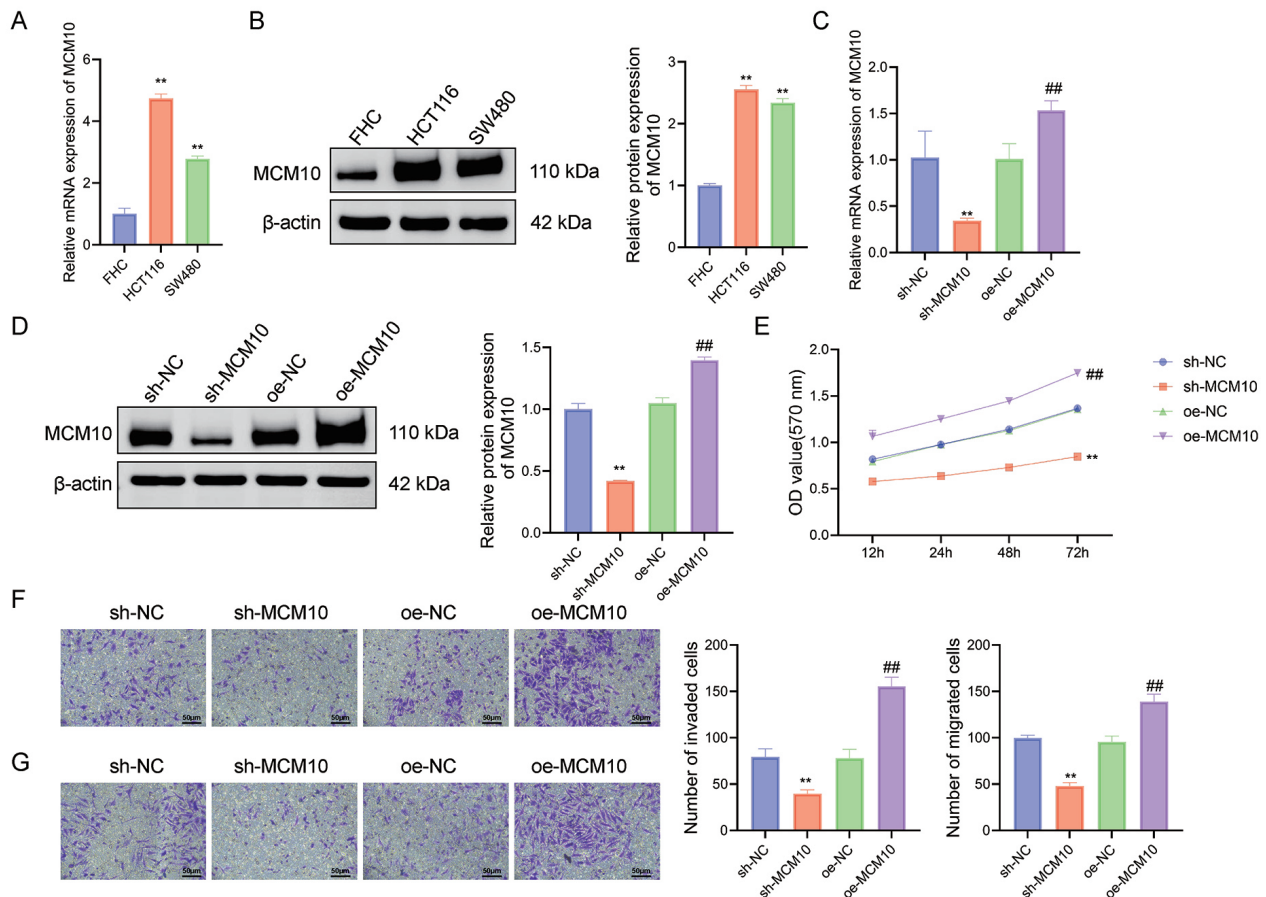 A
Relative mRNA expression of MCM10
6
4
2
0
**
**
FHC
HCT116
SW480
B
FHC
HCT116
SW480
MCM10
110 kDa
β-actin
42 kDa
Relative protein expression
of MCM10
3
2
1
0
**
**
FHC
HCT116
SW480
C
Relative mRNA expression of MCM10
2.0
1.5
1.0
0.5
0.0
**
##
sh-NC
sh-MCM10
oe-NC
oe-MCM10
D
sh-NC
sh-MCM10
oe-NC
oe-MCM10
MCM10
110 kDa
β-actin
42 kDa
Relative protein expression
of MCM10
1.5
1.0
0.5
0.0
**
##
sh-NC
sh-MCM10
oe-NC
oe-MCM10
E
OD value(570 nm)
2.0
1.5
1.0
0.5
0.0
##
**
12h
24h
48h
72h
sh-NC
sh-MCM10
oe-NC
oe-MCM10
F
sh-NC
sh-MCM10
oe-NC
oe-MCM10
50μm
50μm
50μm
50μm
G
sh-NC
sh-MCM10
oe-NC
oe-MCM10
50μm
50μm
50μm
50μm
Number of invaded cells
200
150
100
50
0
**
##
sh-NC
sh-MCM10
oe-NC
oe-MCM10
Number of migrated cells
200
150
100
50
0
**
##
sh-NC
sh-MCM10
oe-NC
oe-MCM10